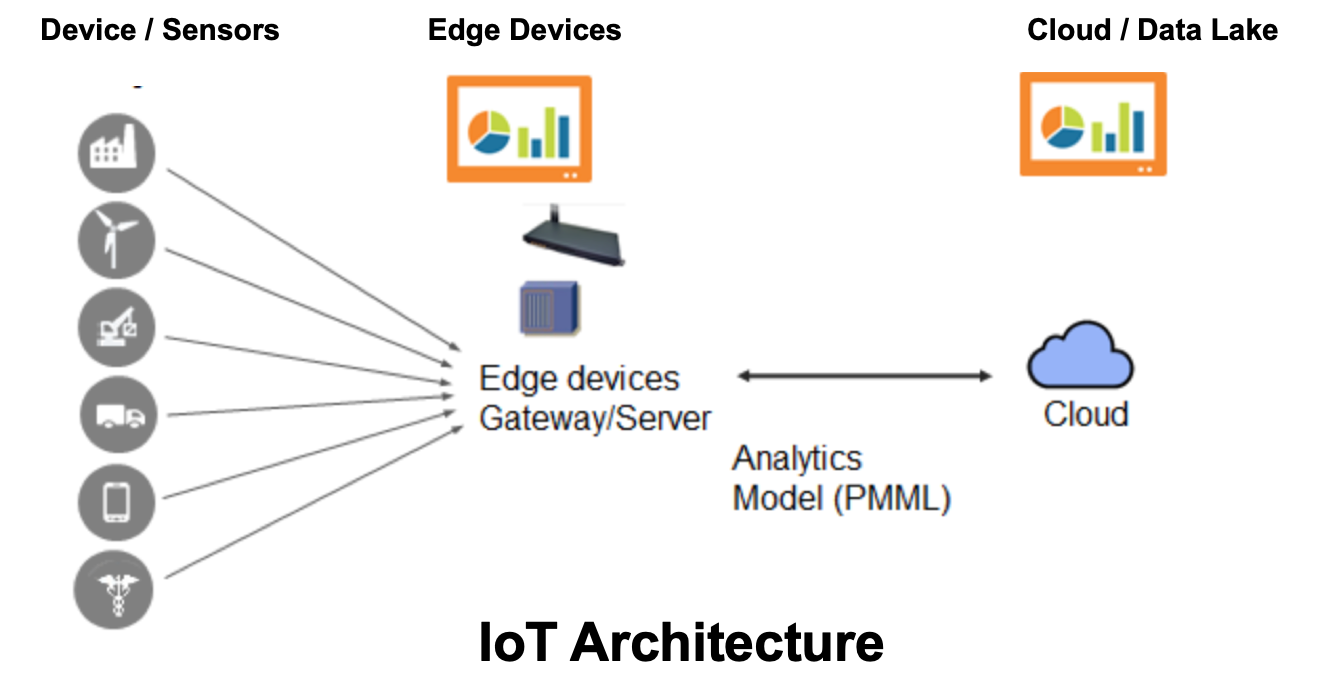 Device / Sensors
Edge Devices
Cloud / Data Lake
Edge devices
Gateway/Server
Cloud
Analytics
Model (PMML)
IoT Architecture